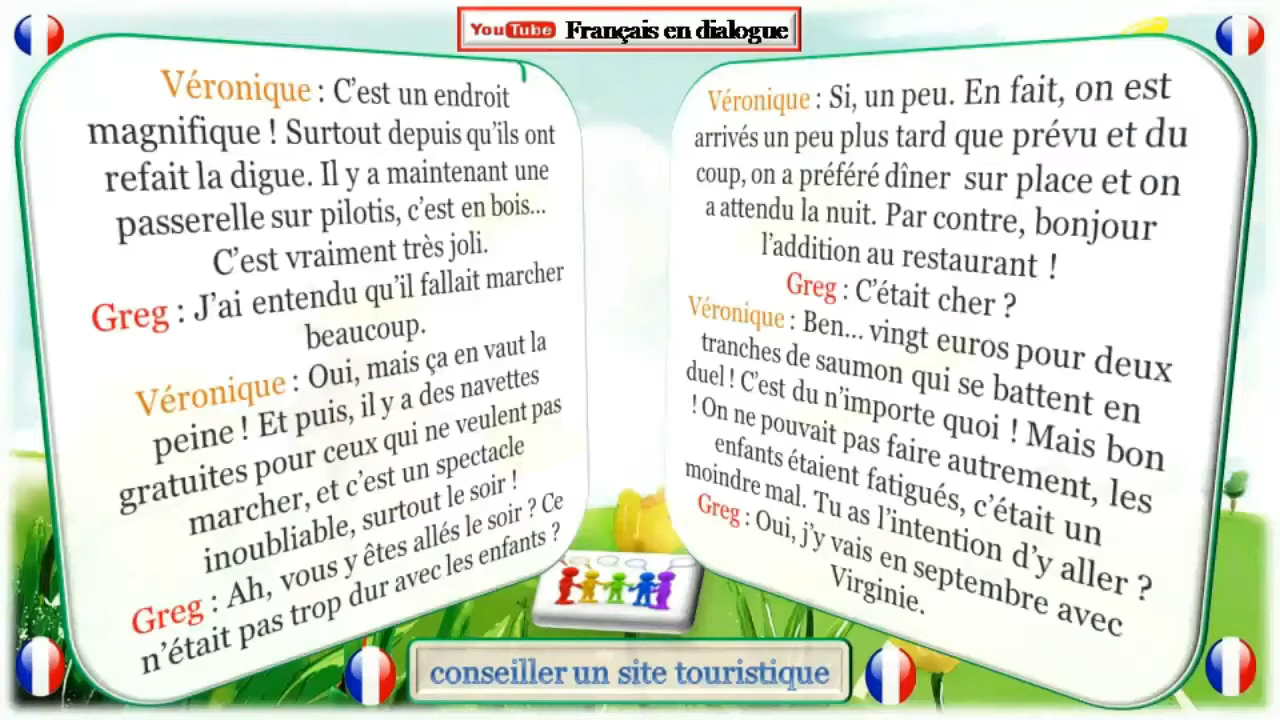 YouTube Français en dialogue
Véronique : C'est un endroit
magnifique ! Surtout depuis qu'ils ont
refait la digue. Il y a maintenant une
passerelle sur pilotis, c'est en bois...
C'est vraiment très joli.
Greg : J'ai entendu qu'il fallait marcher
beaucoup.
Véronique : Oui, mais ça en vaut la
peine ! Et puis, il y a des navettes
gratuites pour ceux qui ne veulent pas
marcher, et c'est un spectacle
inoubliable, surtout le soir !
Greg : Ah, vous y êtes allés le soir ? Ce
n'était pas trop dur avec les enfants ?
Véronique : Si, un peu. En fait, on est
arrivés un peu plus tard que prévu et du
coup, on a préféré dîner sur place et on
a attendu la nuit. Par contre, bonjour
l'addition au restaurant !
Greg : C'était cher ?
Véronique : Ben... vingt euros pour deux
tranches de saumon qui se battent en
duel ! C'est du n'importe quoi ! Mais bon
! On ne pouvait pas faire autrement, les
enfants étaient fatigués, c'était un
moindre mal. Tu as l'intention d'y aller ?
Greg : Oui, j'y vais en septembre avec
Virginie.
conseiller un site touristique